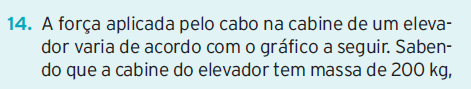 14. A força aplicada pelo cabo na cabine de um eleva-
dor varia de acordo com o gráfico a seguir. Saben-
do que a cabine do elevador tem massa de 200 kg,